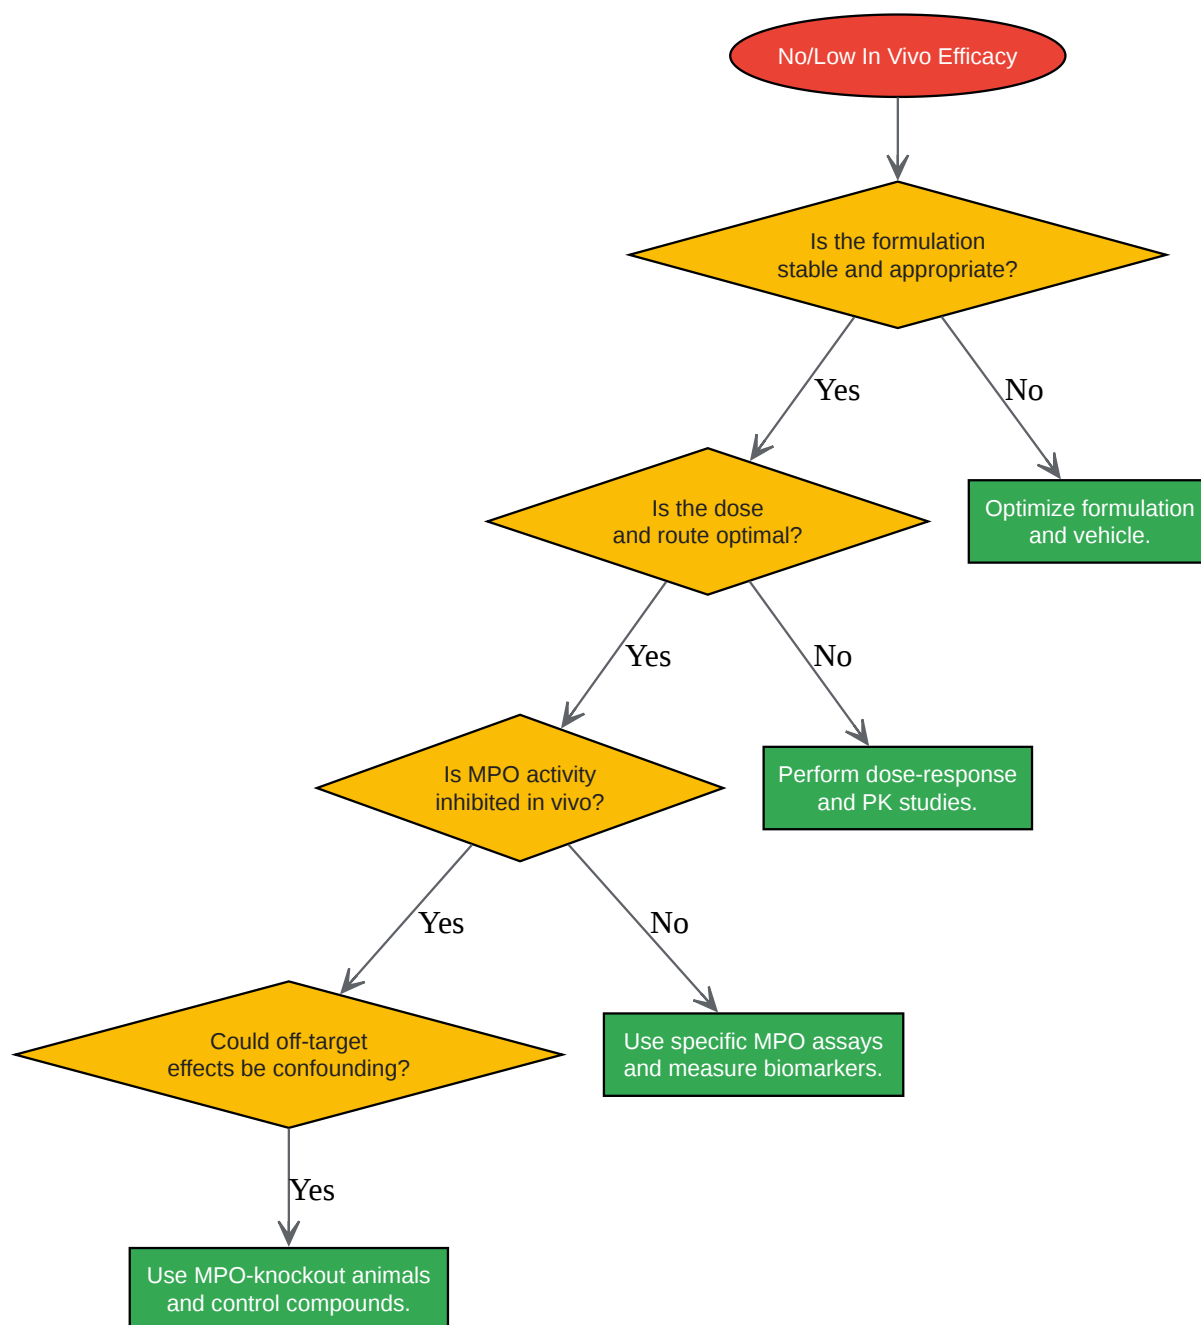 No/Low In Vivo Efficacy
Is the formulation
stable and appropriate?
Yes
No
Is the dose
and route optimal?
Optimize formulation
and vehicle.
Yes
No
Is MPO activity
inhibited in vivo?
Perform dose-response
and PK studies.
Yes
No
Could off-target
effects be confounding?
Use specific MPO assays
and measure biomarkers.
Yes
Use MPO-knockout animals
and control compounds.